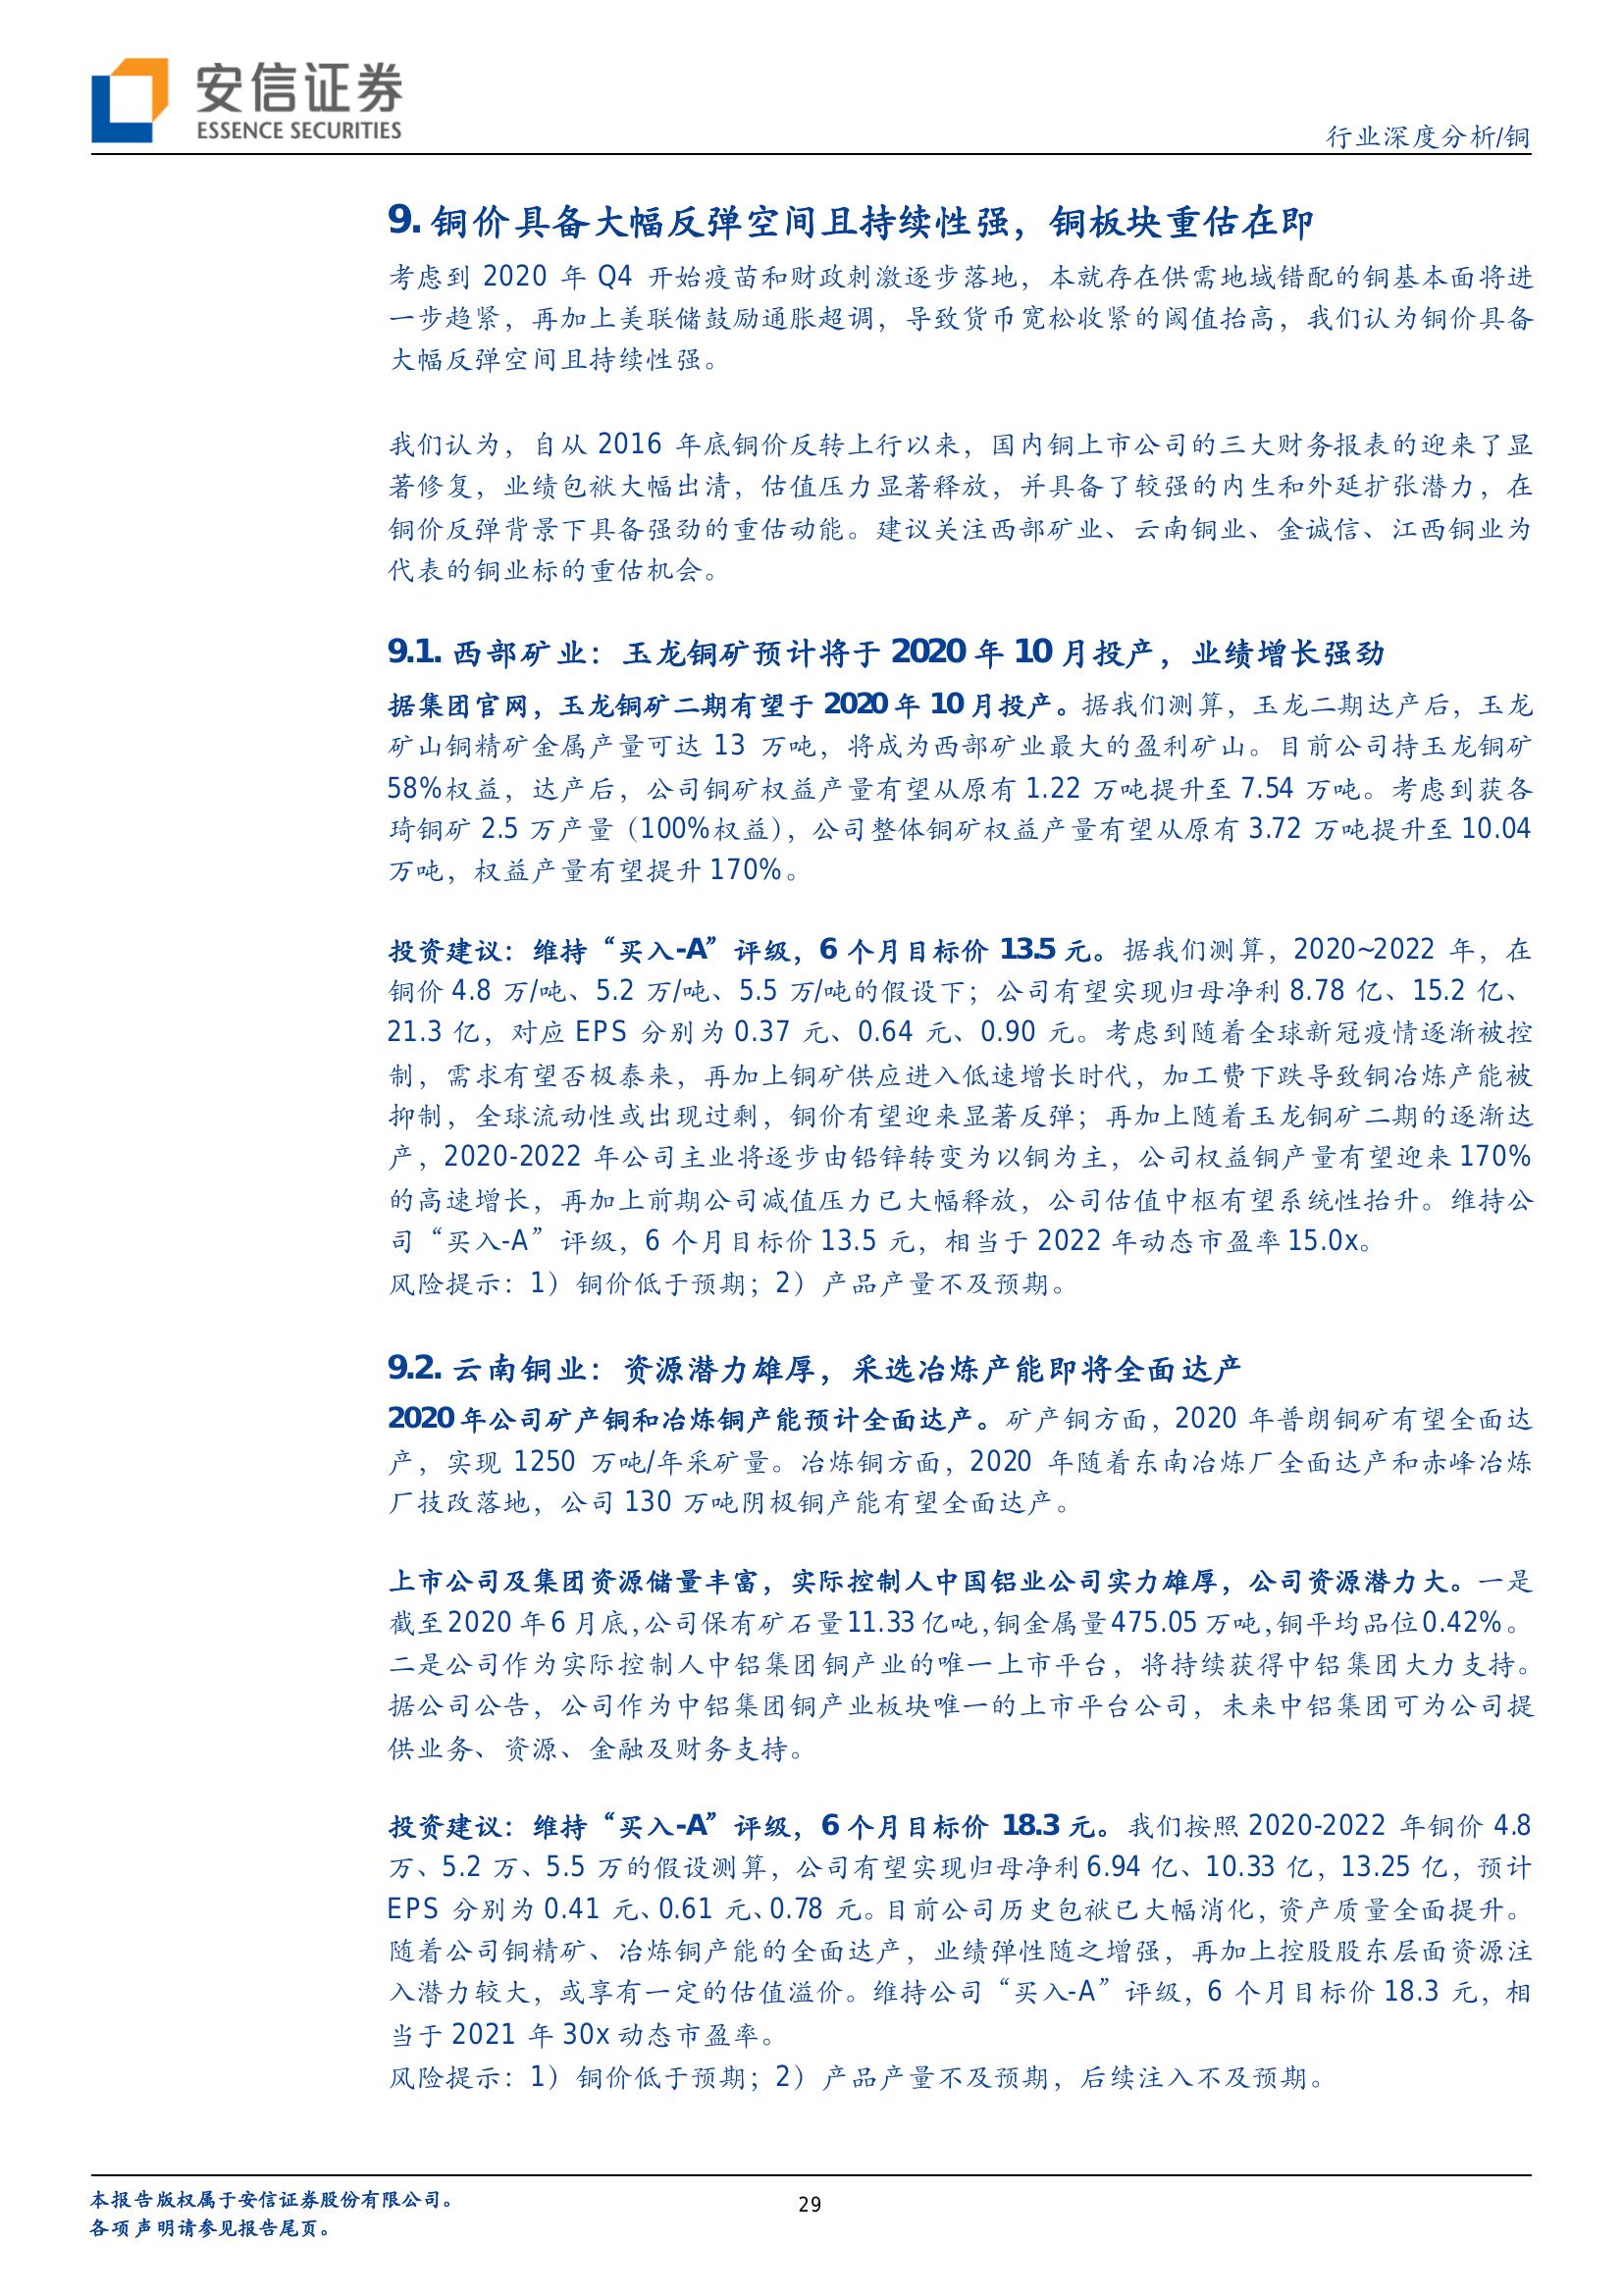 安信证券
ESSENCE SECURITIES
行业深度分析/铜
9. 铜价具备大幅反弹空间且持续性强，铜板块重估在即
考虑到 2020 年 Q4 开始疫苗和财政刺激逐步落地，本就存在供需地域错配的铜基本面将进
一步趋紧，再加上美联储鼓励通胀超调，导致货币宽松收紧的阈值抬高，我们认为铜价具备
大幅反弹空间且持续性强。
我们认为，自从 2016 年底铜价反转上行以来，国内铜上市公司的三大财务报表的迎来了显
著修复，业绩包袱大幅出清，估值压力显著释放，并具备了较强的内生和外延扩张潜力，在
铜价反弹背景下具备强劲的重估动能。建议关注西部矿业、云南铜业、金诚信、江西铜业为
代表的铜业标的重估机会。
9.1. 西部矿业：玉龙铜矿预计将于 2020 年 10 月投产，业绩增长强劲
据集团官网，玉龙铜矿二期有望于 2020 年 10 月投产。据我们测算，玉龙二期达产后，玉龙
矿山铜精矿金属产量可达 13 万吨，将成为西部矿业最大的盈利矿山。目前公司持玉龙铜矿
58%权益，达产后，公司铜矿权益产量有望从原有 1.22 万吨提升至 7.54 万吨。考虑到获各
琦铜矿 2.5 万产量（100%权益），公司整体铜矿权益产量有望从原有 3.72 万吨提升至 10.04
万吨，权益产量有望提升 170%。
投资建议：维持“买入-A”评级，6 个月目标价 13.5 元。据我们测算，2020~2022 年，在
铜价 4.8 万/吨、5.2 万/吨、5.5 万/吨的假设下；公司有望实现归母净利 8.78 亿、15.2 亿、
21.3 亿，对应 EPS 分别为 0.37 元、0.64 元、0.90 元。考虑到随着全球新冠疫情逐渐被控
制，需求有望否极泰来，再加上铜矿供应进入低速增长时代，加工费下跌导致铜冶炼产能被
抑制，全球流动性或出现过剩，铜价有望迎来显著反弹；再加上随着玉龙铜矿二期的逐渐达
产，2020-2022 年公司主业将逐步由铅锌转变为以铜为主，公司权益铜产量有望迎来 170%
的高速增长，再加上前期公司减值压力已大幅释放，公司估值中枢有望系统性抬升。维持公
司“买入-A”评级，6 个月目标价 13.5 元，相当于 2022 年动态市盈率 15.0x。
风险提示：1）铜价低于预期；2）产品产量不及预期。
9.2. 云南铜业：资源潜力雄厚，采选冶炼产能即将全面达产
2020 年公司矿产铜和冶炼铜产能预计全面达产。矿产铜方面，2020 年普朗铜矿有望全面达
产，实现 1250 万吨/年采矿量。冶炼铜方面，2020 年随着东南冶炼厂全面达产和赤峰冶炼
厂技改落地，公司 130 万吨阴极铜产能有望全面达产。
上市公司及集团资源储量丰富，实际控制人中国铝业公司实力雄厚，公司资源潜力大。一是
截至 2020 年 6 月底，公司保有矿石量 11.33 亿吨，铜金属量 475.05 万吨，铜平均品位 0.42%。
二是公司作为实际控制人中铝集团铜产业的唯一上市平台，将持续获得中铝集团大力支持。
据公司公告，公司作为中铝集团铜产业板块唯一的上市平台公司，未来中铝集团可为公司提
供业务、资源、金融及财务支持。
投资建议：维持“买入-A”评级，6 个月目标价 18.3 元。我们按照 2020-2022 年铜价 4.8
万、5.2 万、5.5 万的假设测算，公司有望实现归母净利 6.94 亿、10.33 亿，13.25 亿，预计
EPS 分别为 0.41 元、0.61 元、0.78 元。目前公司历史包袱已大幅消化，资产质量全面提升。
随着公司铜精矿、冶炼铜产能的全面达产，业绩弹性随之增强，再加上控股股东层面资源注
入潜力较大，或享有一定的估值溢价。维持公司“买入-A”评级，6 个月目标价 18.3 元，相
当于 2021 年 30x 动态市盈率。
风险提示：1）铜价低于预期；2）产品产量不及预期，后续注入不及预期。
本报告版权属于安信证券股份有限公司。
29
各项声明请参见报告尾页。